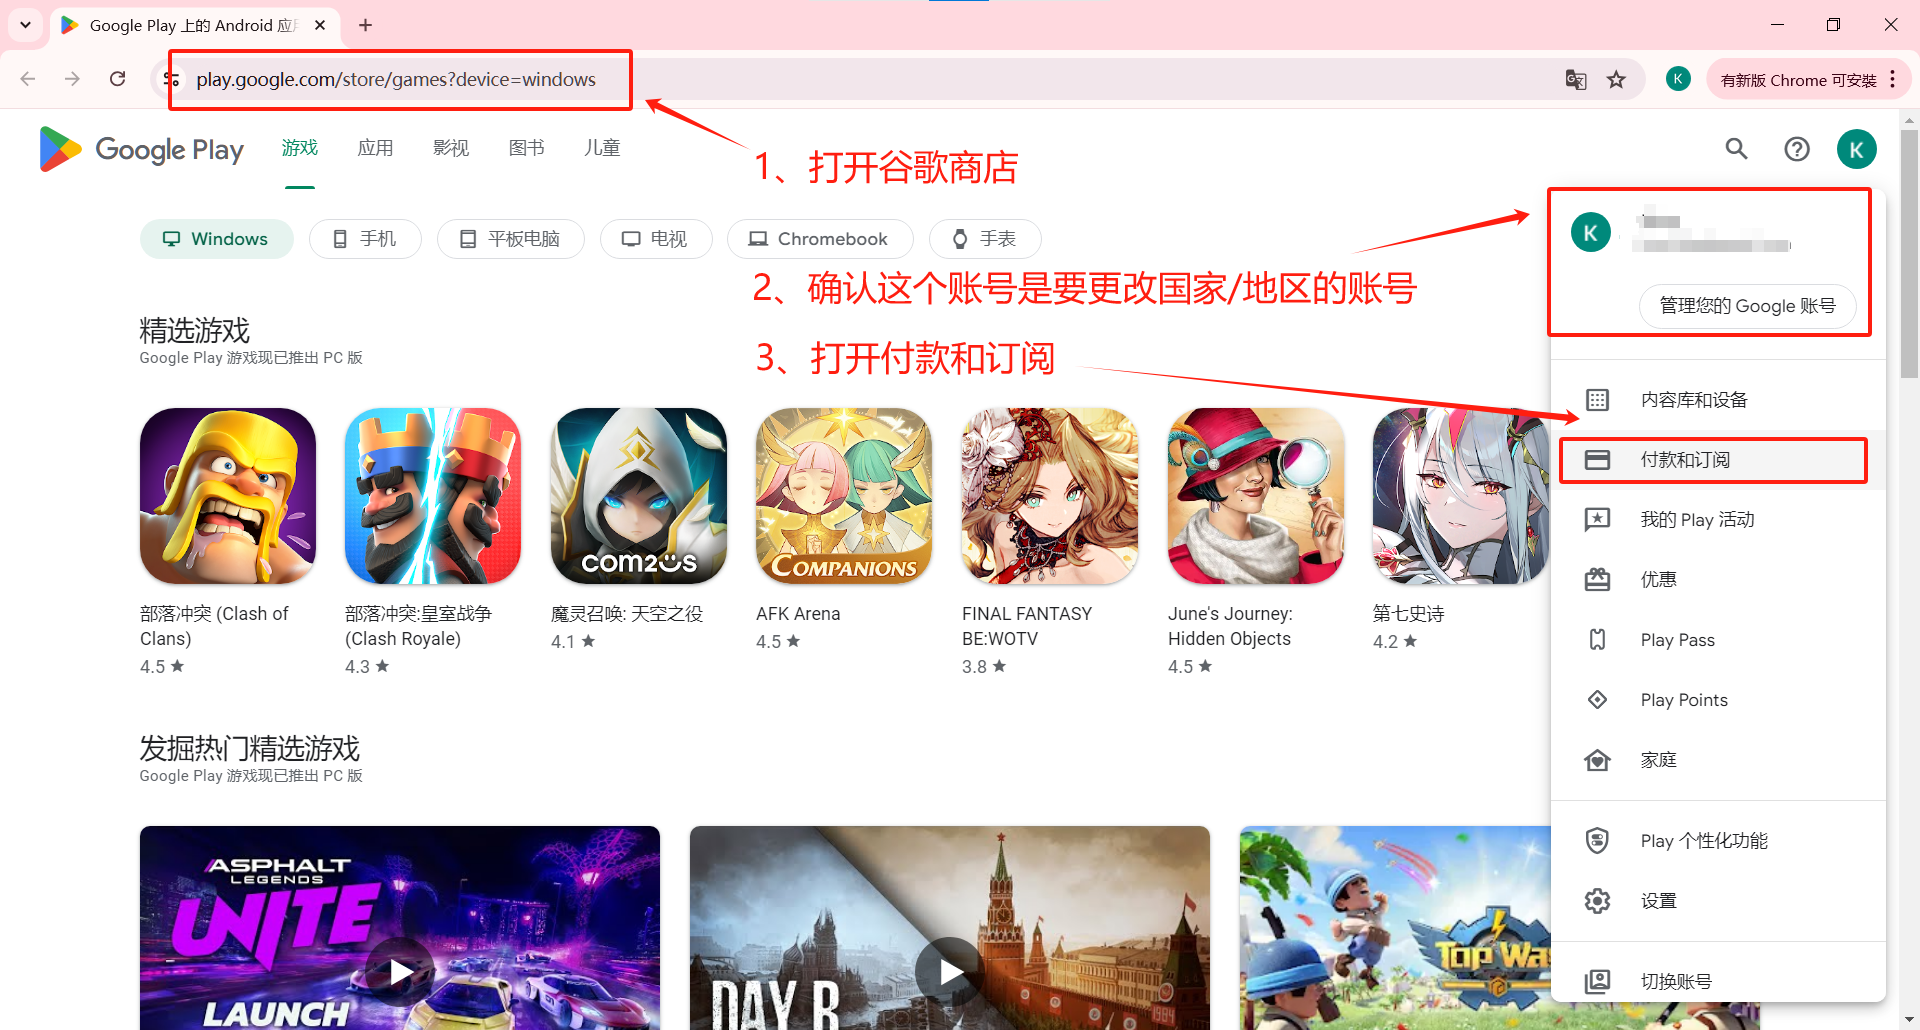 Google Play 上的 Android 应
play.google.com/store/games?device=windows
K
有新版 Chrome 可安裝
Google Play
游戏
应用
影视
图书
儿童
K
1、打开谷歌商店
Windows
手机
平板电脑
电视
Chromebook
手表
K
2、确认这个账号是要更改国家/地区的账号
管理您的 Google 账号
精选游戏
Google Play 游戏现已推出 PC 版
3、打开付款和订阅
内容库和设备
付款和订阅
我的 Play 活动
优惠
Play Pass
Play Points
家庭
Play 个性化功能
设置
切换账号
com2us
COMPANIONS
部落冲突 (Clash of
Clans)
4.5 ★
部落冲突:皇室战争
(Clash Royale)
4.3 ★
魔灵召唤: 天空之役
4.1 ★
AFK Arena
4.5 ★
FINAL FANTASY
BE:WOTV
3.8 ★
June's Journey:
Hidden Objects
4.5 ★
第七史诗
4.2 ★
发掘热门精选游戏
Google Play 游戏现已推出 PC 版
ASPHALT
LEGENDS
UNITE
LAUNCH
DAY R
1984
TOP WA